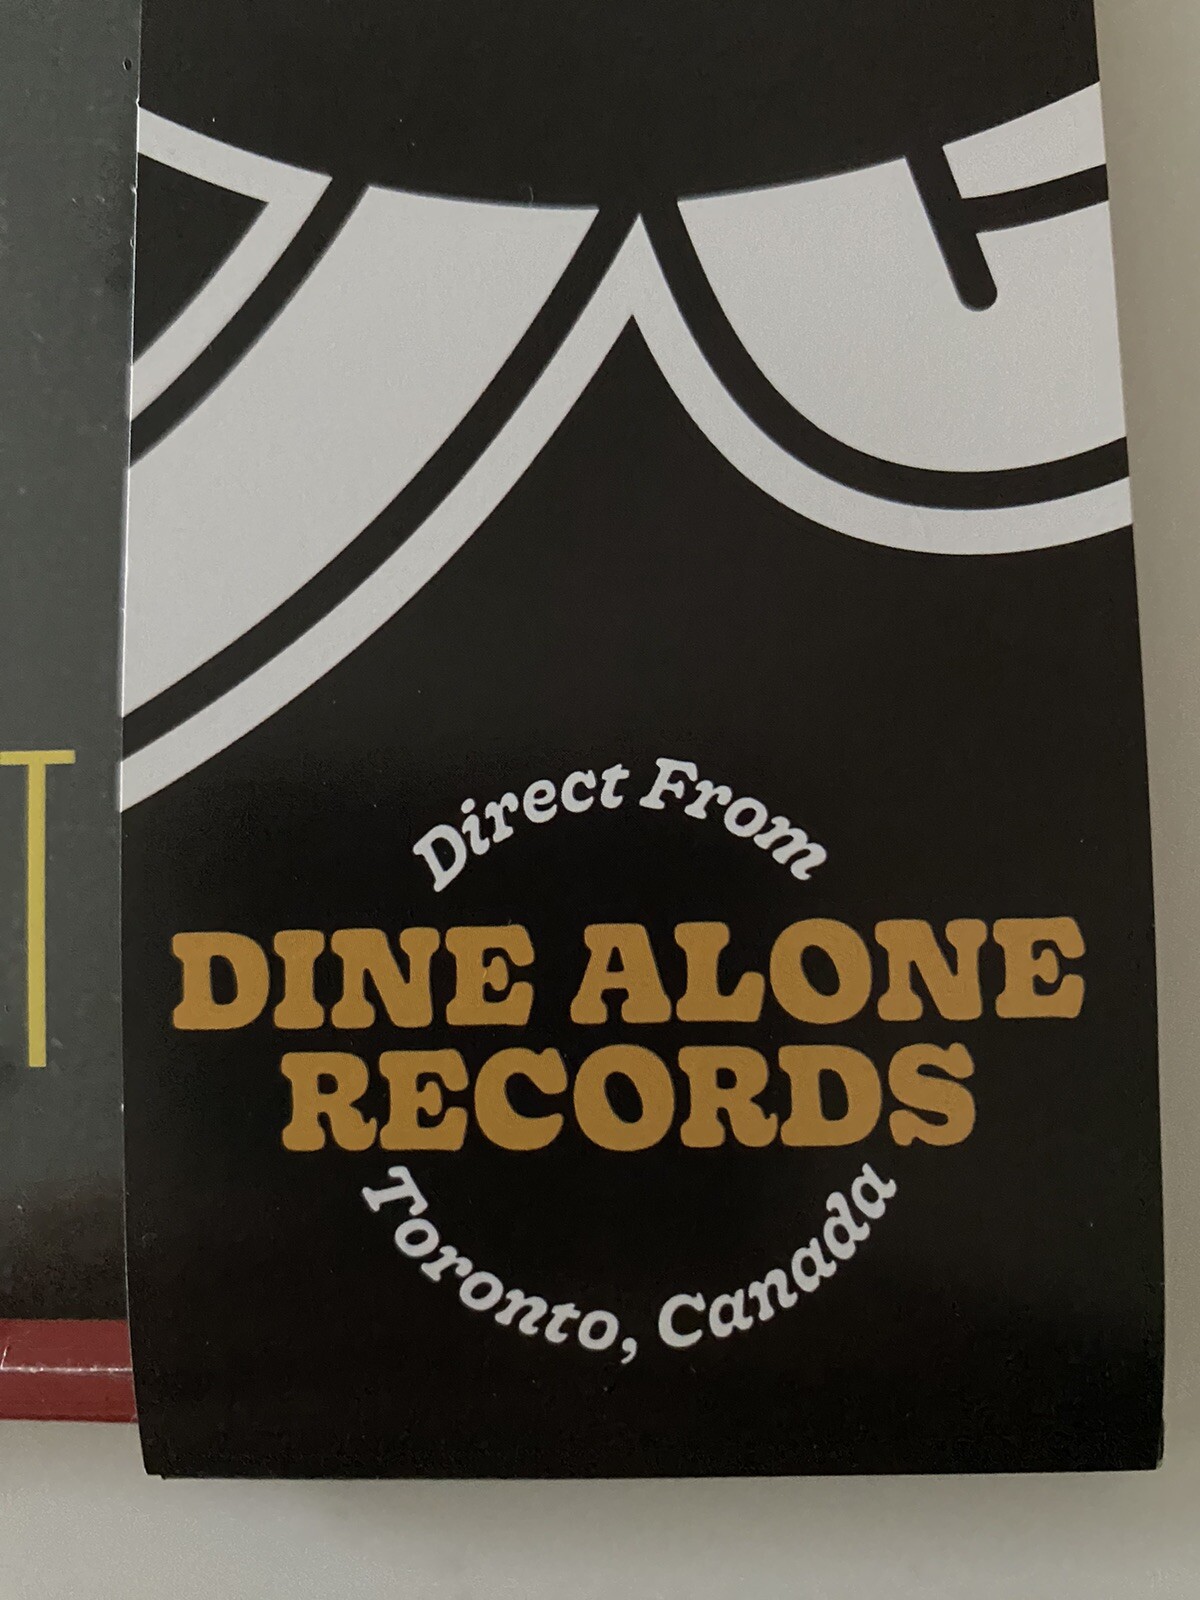 T
Direct From
DINE ALONE
RECORDS
Toronto, Canada